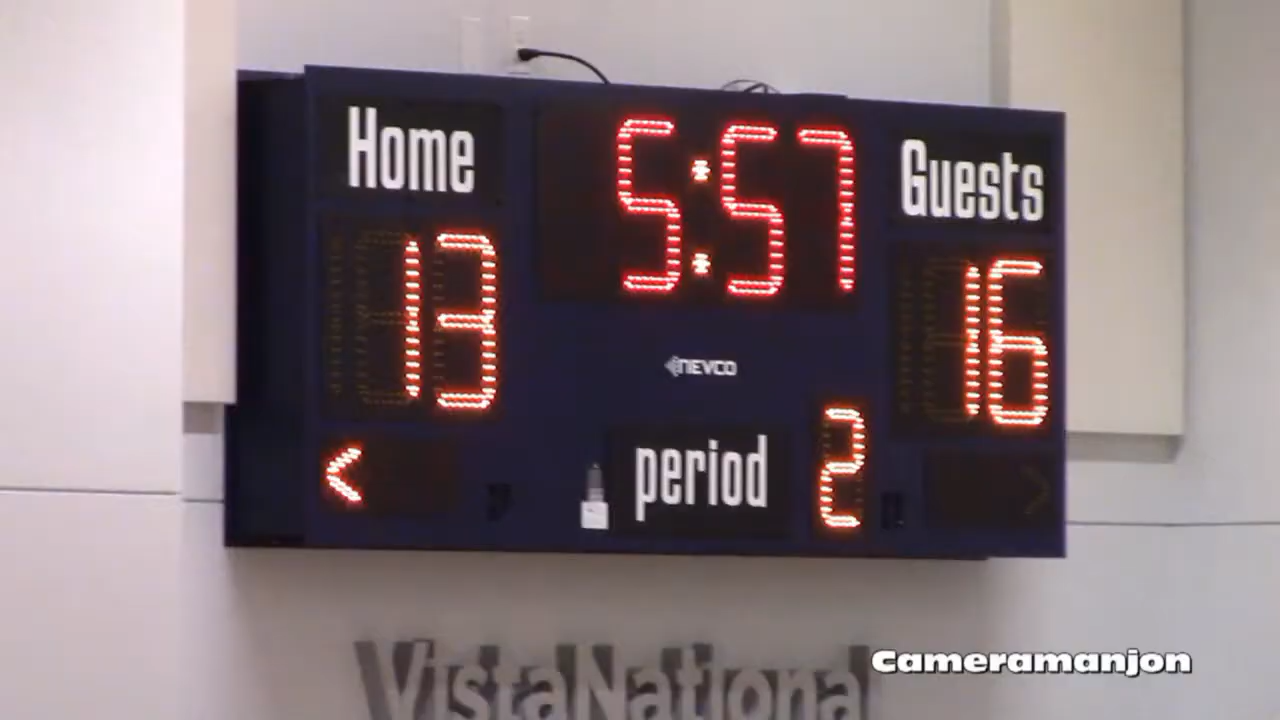 Home 5:57 Guests
13 16
NEVCO
< period 2
VistaNational
Cameramanjon